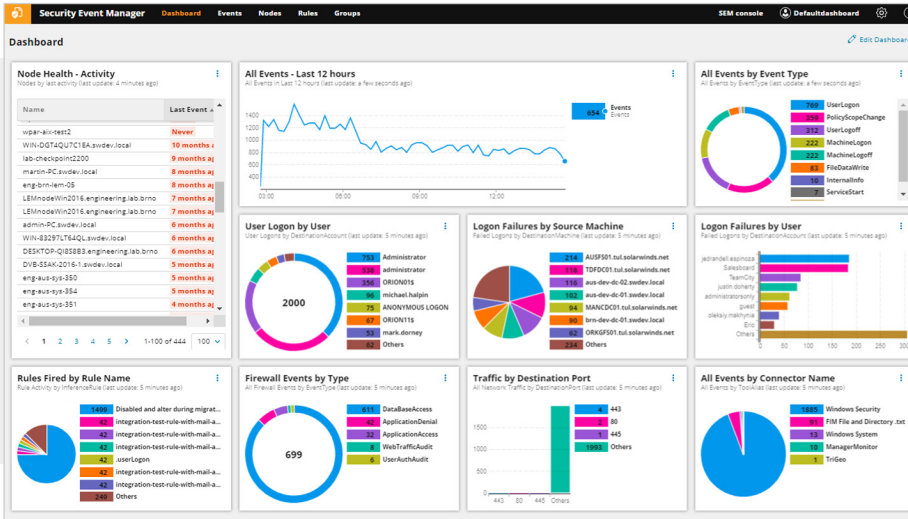 Security Event Manager Dashboard Events Nodes Rules Groups SEM console Defaultdashboard
Dashboard
Edit Dashboard
Node Health - Activity
Nodes by last activity (last update: 4 minutes ago)
Name Last Event
wpar-aix-test2 Never
WIN-DGT4QU7C1EA.swdev.local 10 months a
lab-checkpoint2200 9 months ag
martin-PC.swdev.local 8 months ag
eng-brn-lem-05 8 months ag
LEMnodeWin2016.engineering.lab.brno 7 months ag
LEMnodeWin2016.engineering.lab.brno 7 months ag
admin-PC.swdev.local 6 months ag
WIN-83297LT64QL.swdev.local 6 months ag
DESKTOP-QI8S8B3.engineering.lab.brno 6 months ag
DVB-SSAK-2016-1.swdev.local 5 months ag
eng-aus-sys-350 5 months ag
eng-aus-sys-354 5 months ag
eng-aus-sys-351 4 months ag
1 2 3 4 5 1-100 of 444 100
All Events - Last 12 hours
All Events in Last 12 hours (last update: a few seconds ago)
1400
1200
1000
800
600
400
03:00 08:00 09:00 12:00
654 Events
Events
All Events by Event Type
All Events by EventType (last update: a few seconds ago)
769 UserLogon
359 PolicyScopeChange
312 UserLogoff
222 MachineLogon
222 MachineLogoff
83 FileDataWrite
10 InternalInfo
7 ServiceStart
User Logon by User
User Logons by DestinationAccount (last update: 5 minutes ago)
2000
753 Administrator
538 administrator
356 ORION01$
96 michael.halpin
75 ANONYMOUS LOGON
67 ORION11$
53 mark.dorney
62 Others
Logon Failures by Source Machine
Failed Logons by DestinationMachine (last update: 5 minutes ago)
214 AUSFS01.tul.solarwinds.net
118 TDFDC01.tul.solarwinds.net
116 aus-dev-dc-02.swdev.local
102 aus-dev-dc-01.swdev.local
94 MANCDC01.tul.solarwinds.net
90 brn-dev-dc-01.swdev.local
62 ORKGFS01.tul.solarwinds.net
234 Others
Logon Failures by User
Failed Logons by DestinationAccount (last update: 5 minutes ago)
jedrandell.espinoza
Salesboard
TeamCity
justin.doherty
administratorsonly
guest
oleksiy.makhynia
Eric
Others
0 50 100 150 200 250 300
Rules Fired by Rule Name
Rule Activity by InferenceRule (last update: 5 minutes ago)
1499 Disabled and alter during migrat...
42 integration-test-rule-with-mail-a...
42 integration-test-rule-with-mail-a...
42 .userLogon
42 integration-test-rule-with-mail-a...
42 integration-test-rule-with-mail-a...
249 Others
Firewall Events by Type
All Firewall Events by EventType (last update: 5 minutes ago)
699
611 DataBaseAccess
42 ApplicationDenial
32 ApplicationAccess
8 WebTrafficAudit
6 UserAuthAudit
Traffic by Destination Port
All Network Traffic by DestinationPort (last update: 5 minutes ago)
1500
1000
500
0
443 80 445 Others
4 443
2 80
1 445
1993 Others
All Events by Connector Name
All Events by ToolAlias (last update: 5 minutes ago)
1885 Windows Security
91 FIM File and Directory .txt
13 Windows System
10 ManagerMonitor
1 TriGeo